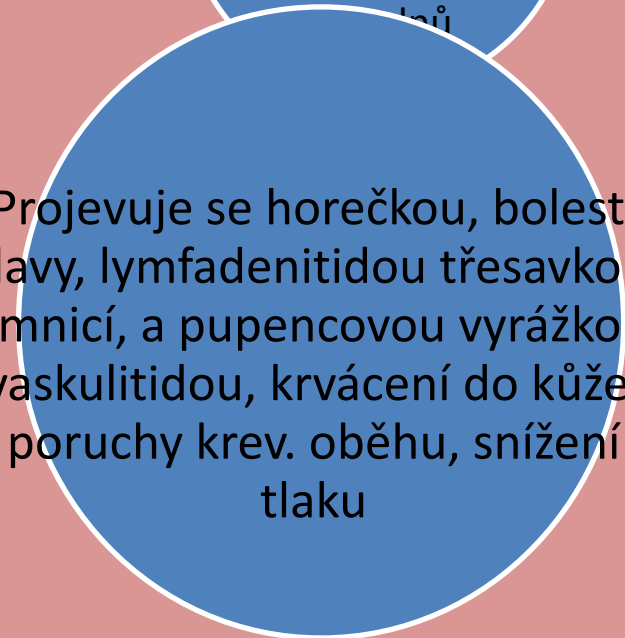 Projevuje se horečkou, bolest
lavy, lymfadenitidou třesavko
mnicí, a pupencovou vyrážko
vaskulitidou, krvácení do kůže
poruchy krev. oběhu, snížení
tlaku